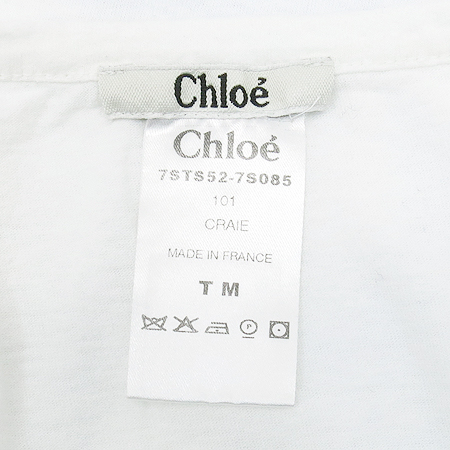 Chloé
Chloé
7STS52-7S085
101
CRAIE
MADE IN FRANCE
T M
P